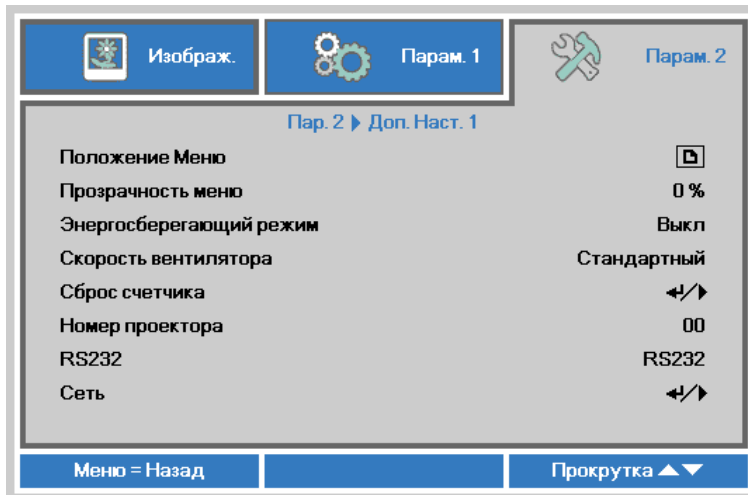 Изображ. Парам. 1 Парам. 2
Пар. 2 ▶ Доп. Наст. 1
Положение Меню
Прозрачность меню 0 %
Энергосберегающий режим Выкл
Скорость вентилятора Стандартный
Сброс счетчика ↵/▶
Номер проектора 00
RS232 RS232
Сеть ↵/▶
Меню = Назад Прокрутка ▲▼